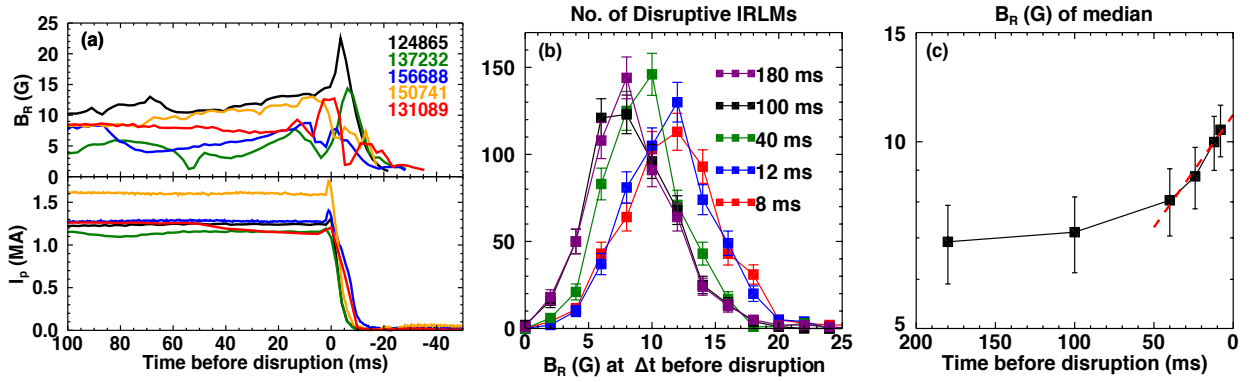 No. of Disruptive IRLMs
B_R (G) of median
(a)
124865
137232
156688
150741
131089
25
20
15
10
5
0
B_R (G)
1.5
1.0
0.5
0.0
I_p (MA)
100 80 60 40 20 0 -20 -40
Time before disruption (ms)
(b)
180 ms
100 ms
40 ms
12 ms
8 ms
150
100
50
0
0 5 10 15 20 25
B_R (G) at Δt before disruption
(c)
15
10
5
200 150 100 50 0
Time before disruption (ms)